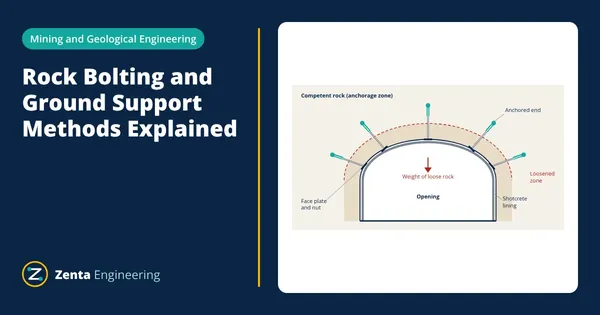 Mining and Geological Engineering
Rock Bolting and
Ground Support
Methods Explained
Zenta Engineering
Competent rock (anchorage zone)
Anchored end
Weight of loose rock
Loosened
zone
Opening
Face plate
and nut
Shotcrete
lining